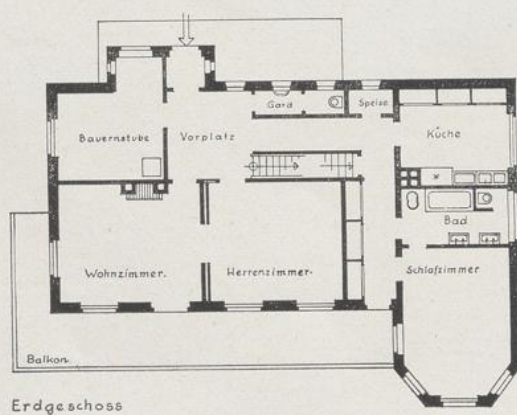 Gard
Speise
Bauernstube
Vorplatz
Küche
Bad
Wohnzimmer.
Herrenzimmer.
Schlafzimmer
Balkon.
Erdgeschoss